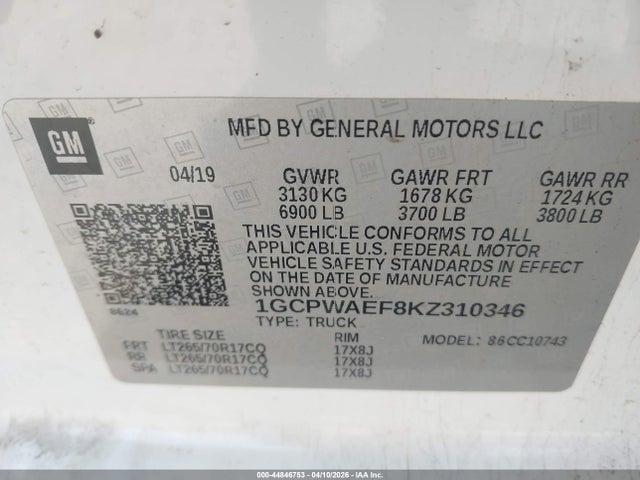 GM
MFD BY GENERAL MOTORS LLC
04/19 GVWR GAWR FRT GAWR RR
3130 KG 1678 KG 1724 KG
6900 LB 3700 LB 3800 LB
THIS VEHICLE CONFORMS TO ALL
APPLICABLE U.S. FEDERAL MOTOR
VEHICLE SAFETY STANDARDS IN EFFECT
ON THE DATE OF MANUFACTURE
SHOWN ABOVE.
8624
1GCPWAEF8KZ310346
TYPE: TRUCK
TIRE SIZE RIM MODEL: 86CC10743
FRT LT265/70R17CQ 17X8J
RR LT265/70R17CQ 17X8J
SPA LT265/70R17CQ 17X8J
000-44846753 - 04/10/2026 - IAA Inc.